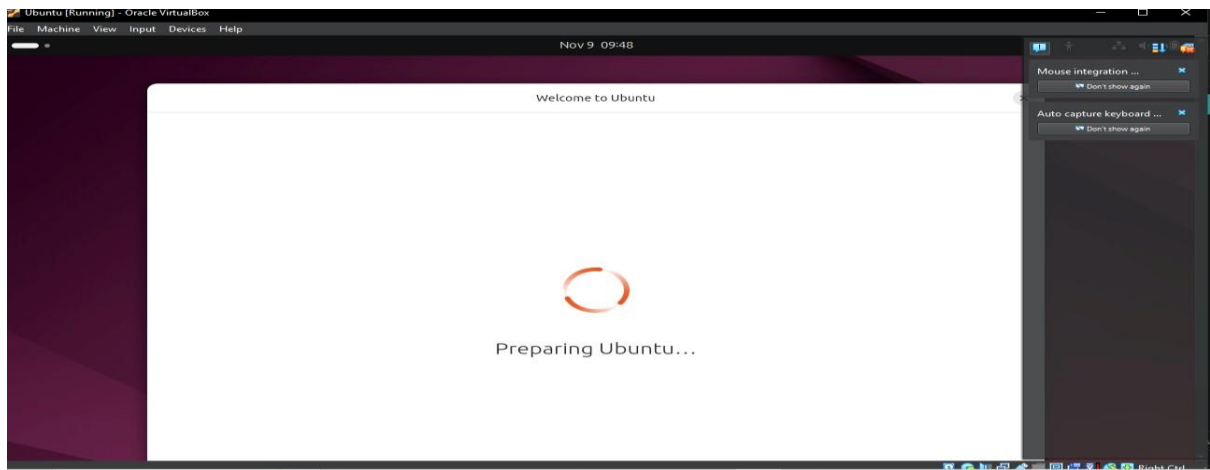 Ubuntu [Running] - Oracle VirtualBox
File Machine View Input Devices Help
Nov 9 09:48
Welcome to Ubuntu
Mouse integration ...
Don't show again
Auto capture keyboard ...
Don't show again
Preparing Ubuntu...
Right Ctrl